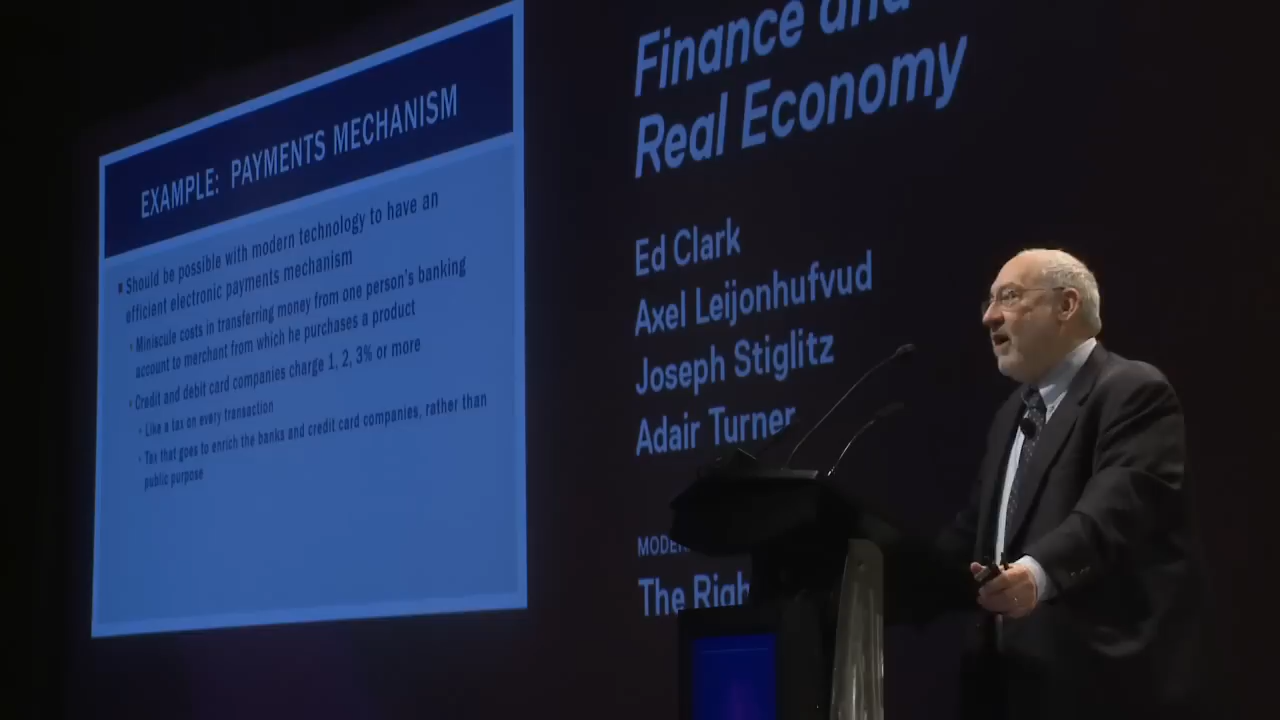 EXAMPLE: PAYMENTS MECHANISM
Should be possible with modern technology to have an
efficient electronic payments mechanism
Miniscule costs in transferring money from one person's banking
account to merchant from which he purchases a product
Credit and debit card companies charge 1, 2, 3% or more
Like a tax on every transaction
Tax that goes to enrich the banks and credit card companies, rather than
public purpose
Finance and
Real Economy
Ed Clark
Axel Leijonhufvud
Joseph Stiglitz
Adair Turner
The